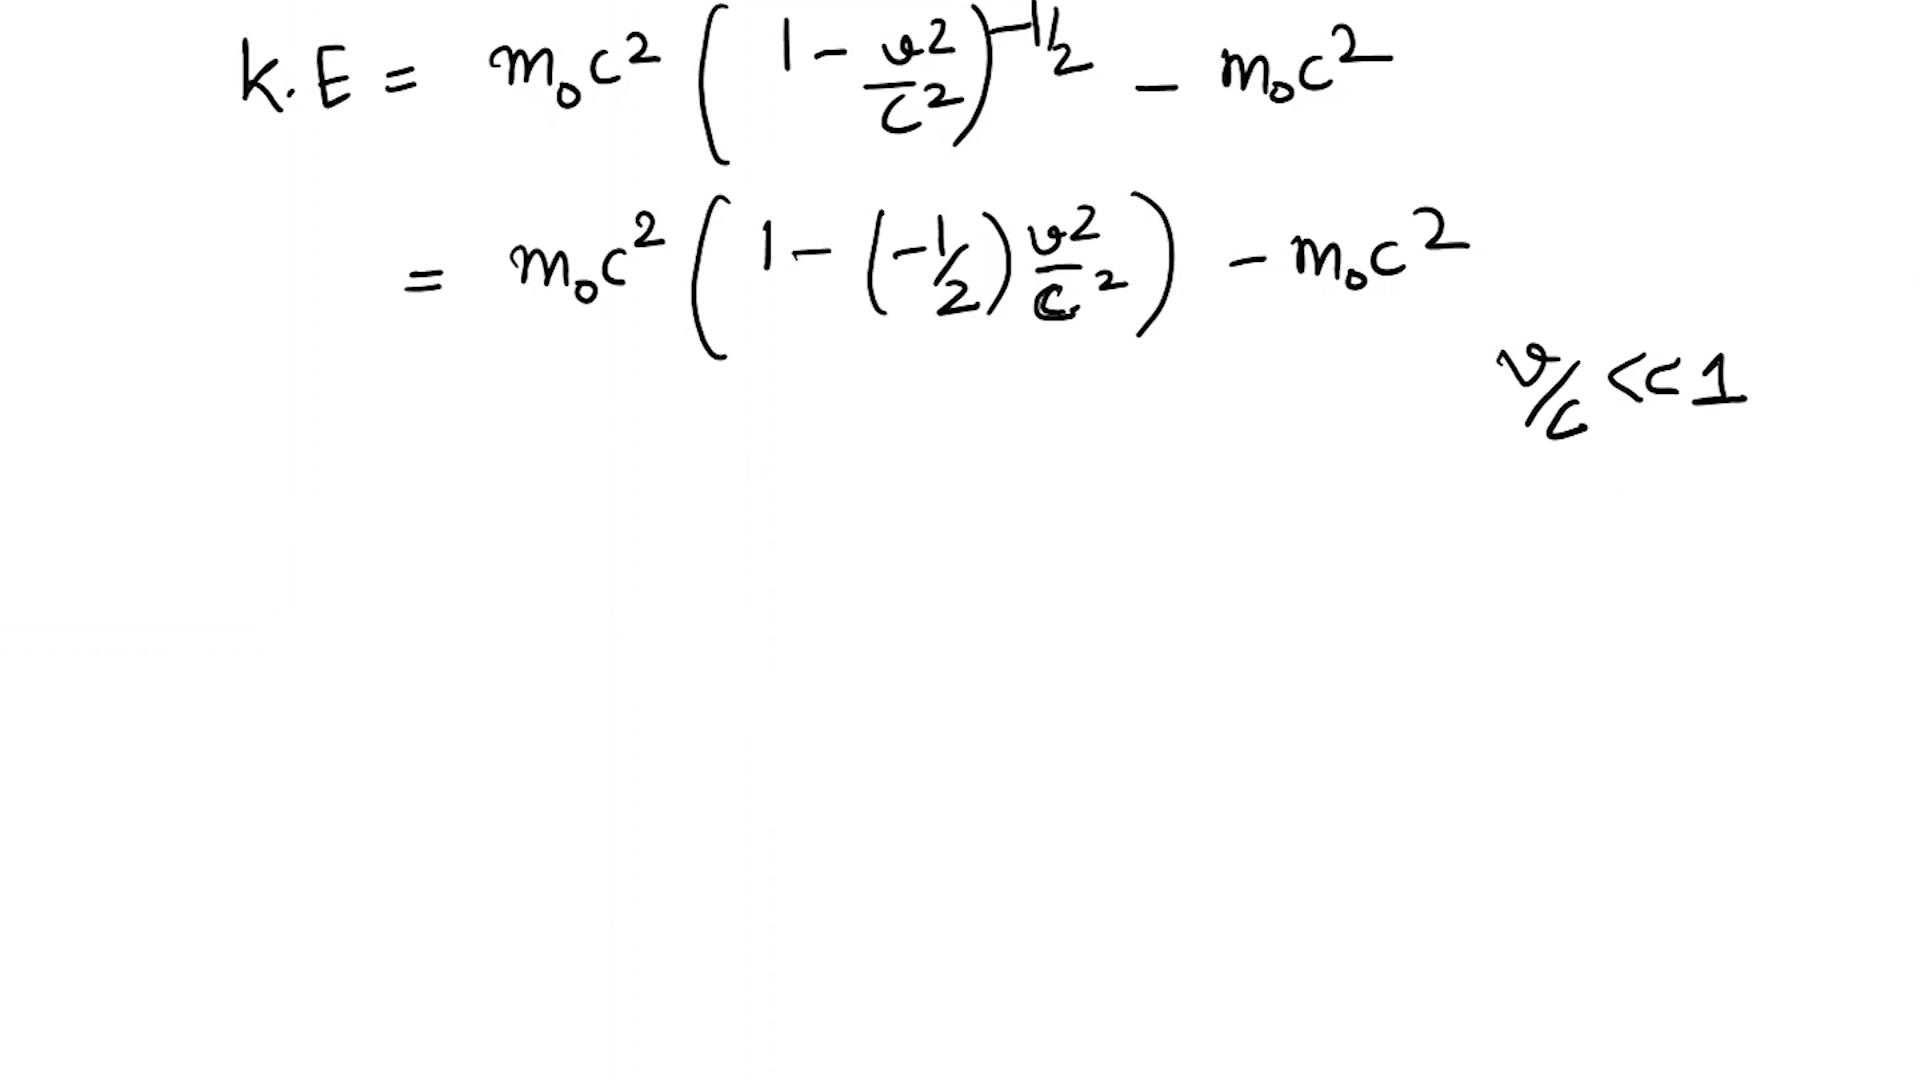 K.E = m₀c² (1 - v²/c²)^(-1/2) - m₀c²
= m₀c² (1 - (-1/2) v²/c²) - m₀c²
v/c << 1